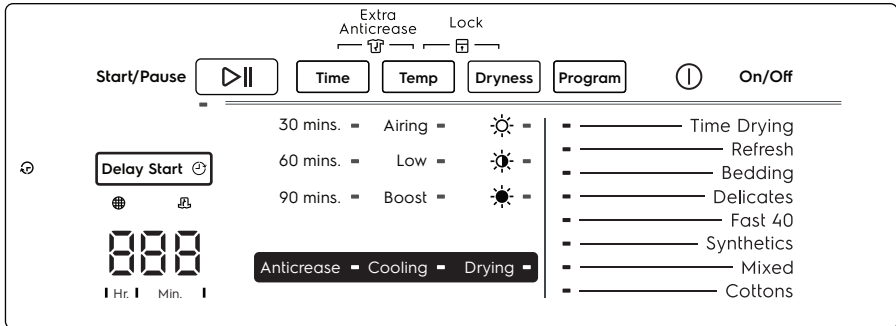 Extra
Anticrease
Lock
Start/Pause
Time
Temp
Dryness
Program
On/Off
30 mins.
Airing
Time Drying
Refresh
60 mins.
Low
Delay Start
Bedding
90 mins.
Boost
Delicates
Fast 40
888
Synthetics
Anticrease Cooling Drying
Mixed
Hr. Min.
Cottons